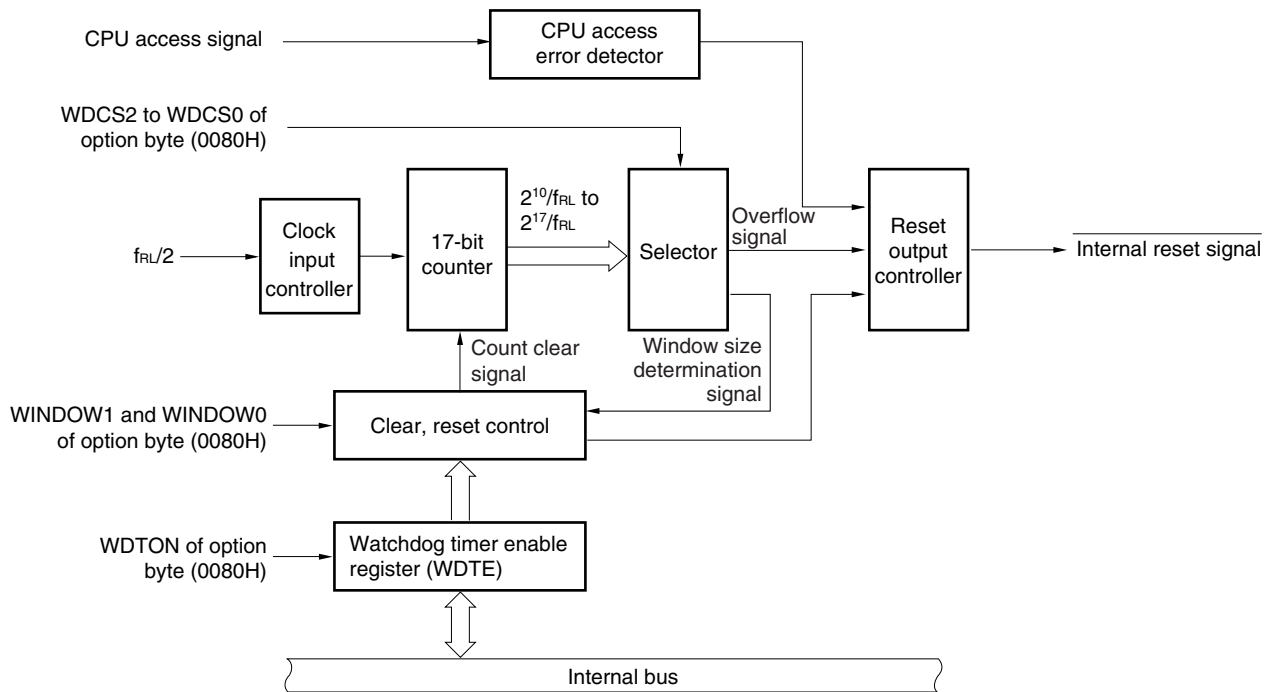 CPU access signal
CPU access
error detector
WDCS2 to WDCS0 of
option byte (0080H)
fRL/2
Clock
input
controller
17-bit
counter
2¹⁰/fRL to
2¹⁷/fRL
Selector
Overflow
signal
Reset
output
controller
Internal reset signal
Count clear
signal
Window size
determination
signal
WINDOW1 and WINDOW0
of option byte (0080H)
Clear, reset control
WDTON of option
byte (0080H)
Watchdog timer enable
register (WDTE)
Internal bus